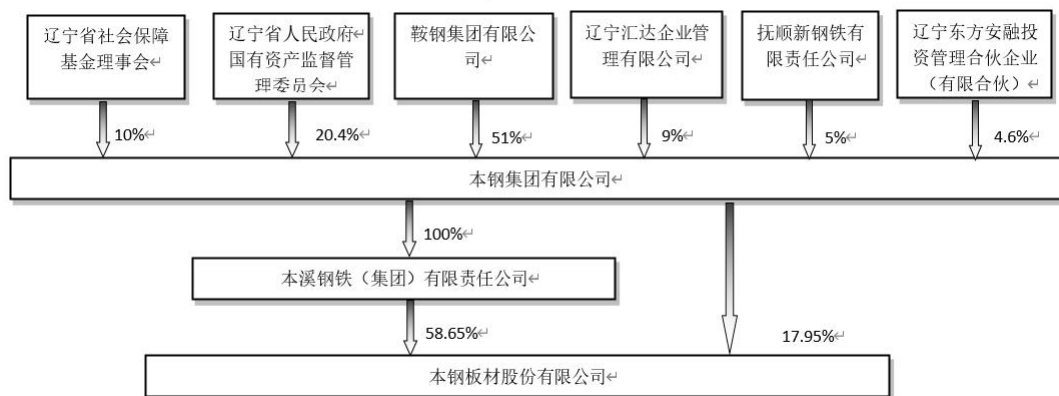 辽宁省社会保障
基金理事会
辽宁省人民政府
国有资产监督管
理委员会
鞍钢集团有限公
司
辽宁汇达企业管
理有限公司
抚顺新钢铁有
限责任公司
辽宁东方安融投
资管理合伙企业
（有限合伙）
10%
20.4%
51%
9%
5%
4.6%
本钢集团有限公司
100%
本溪钢铁（集团）有限责任公司
58.65%
17.95%
本钢板材股份有限公司